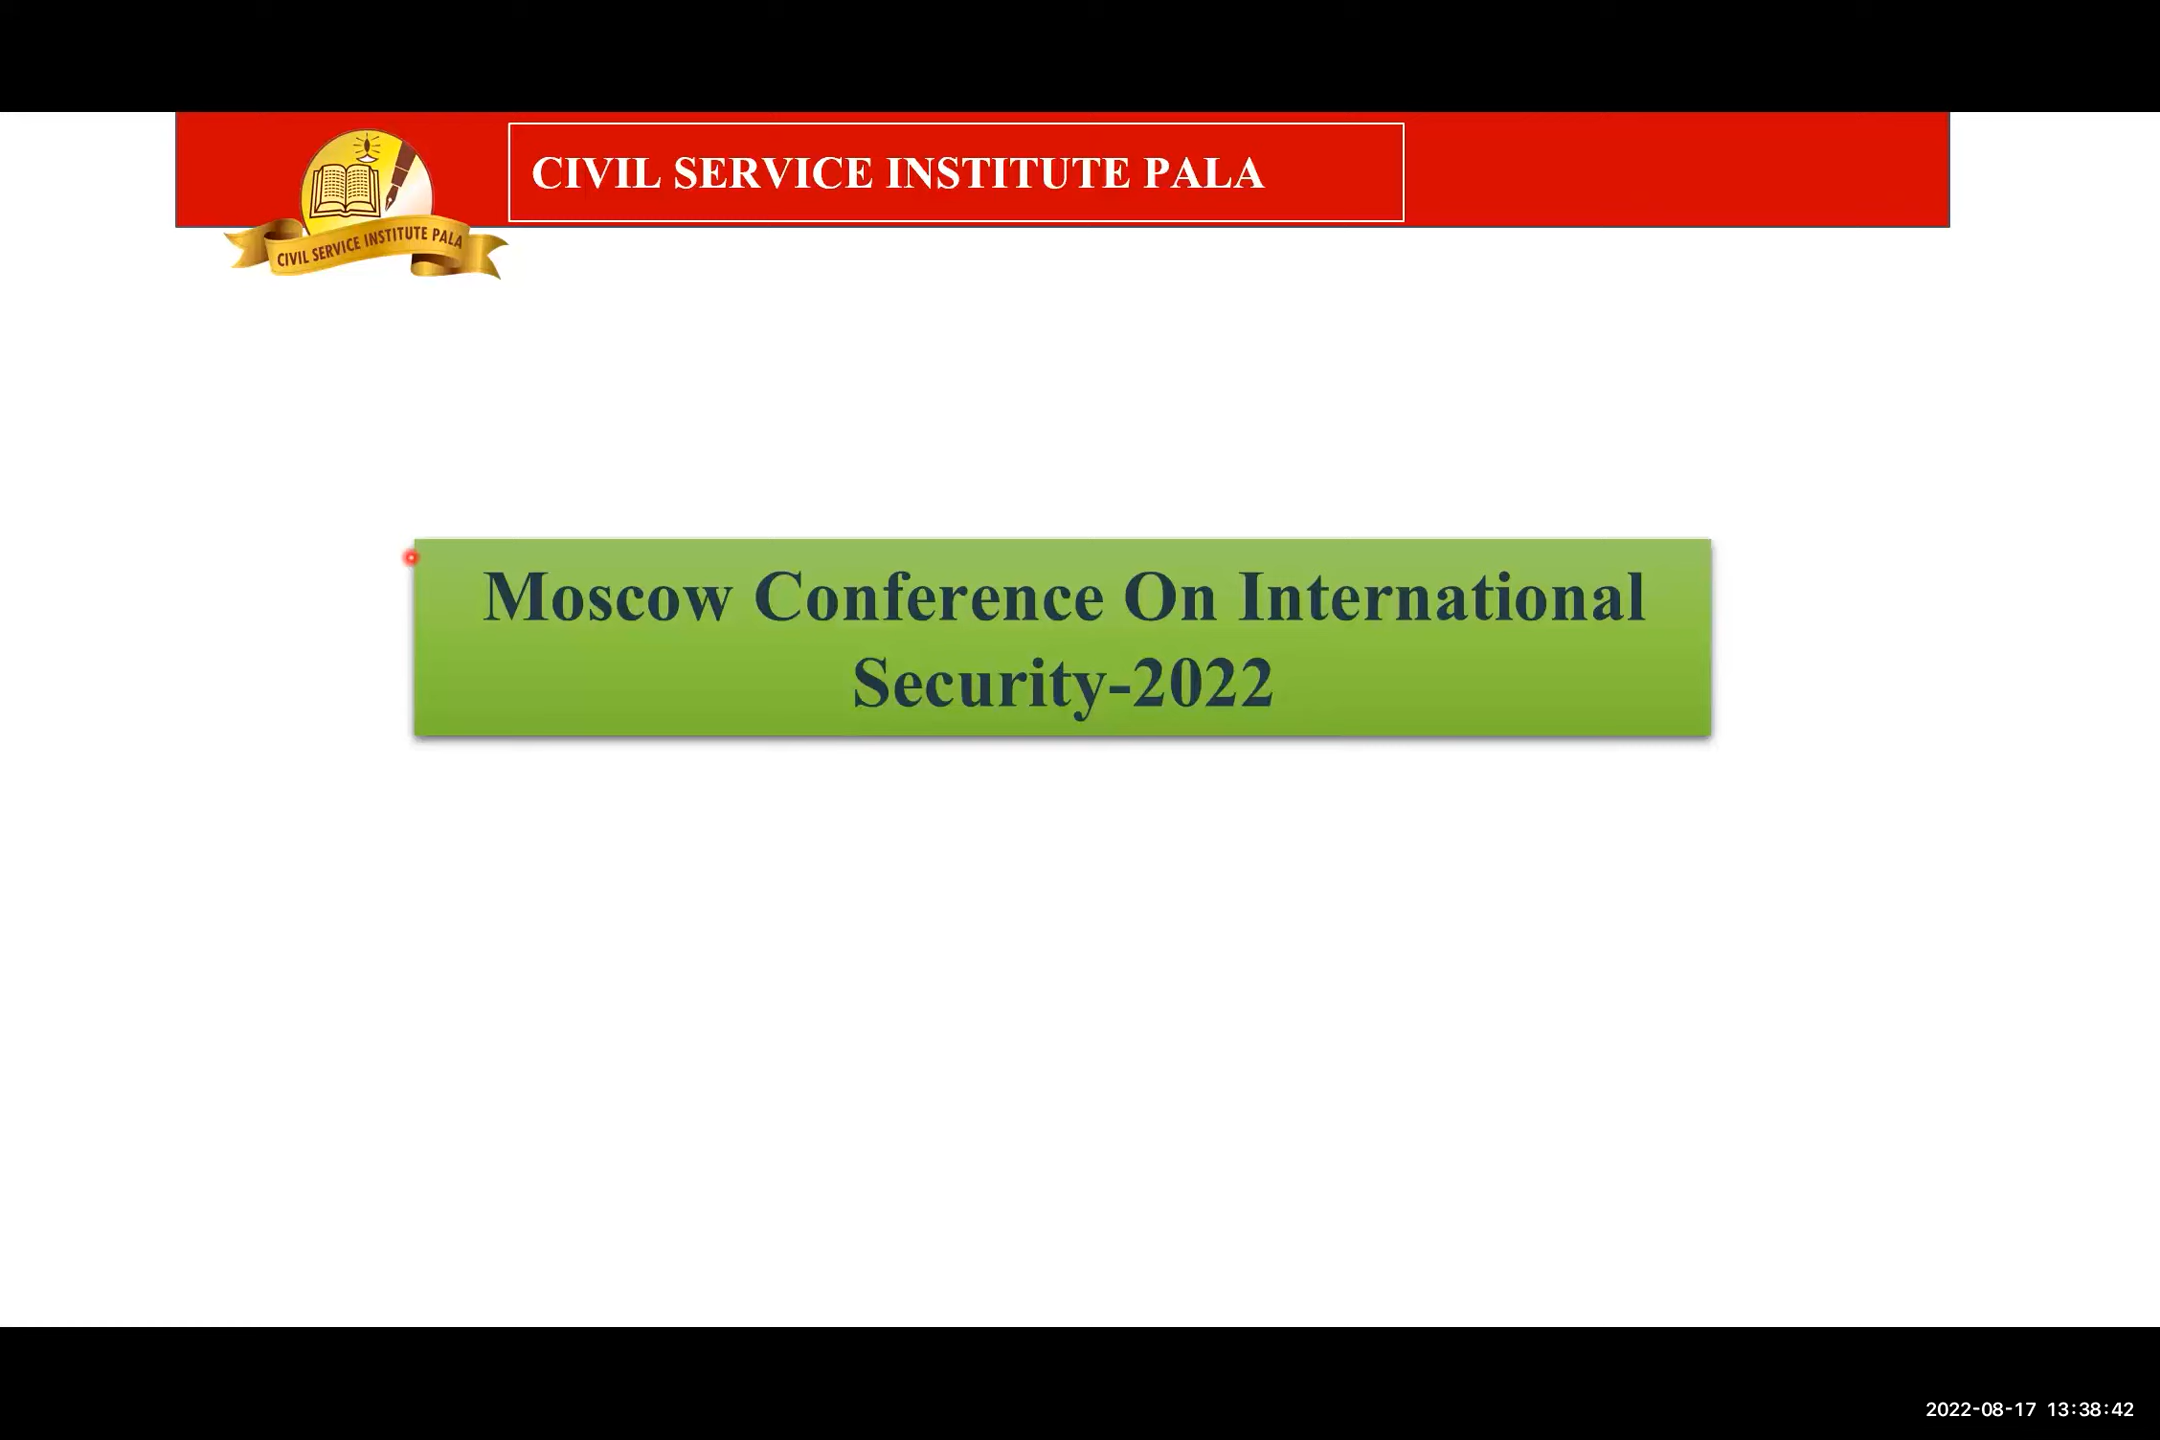 CIVIL SERVICE INSTITUTE PALA
CIVIL SERVICE INSTITUTE PALA
Moscow Conference On International
Security-2022
2022-08-17 13:38:42